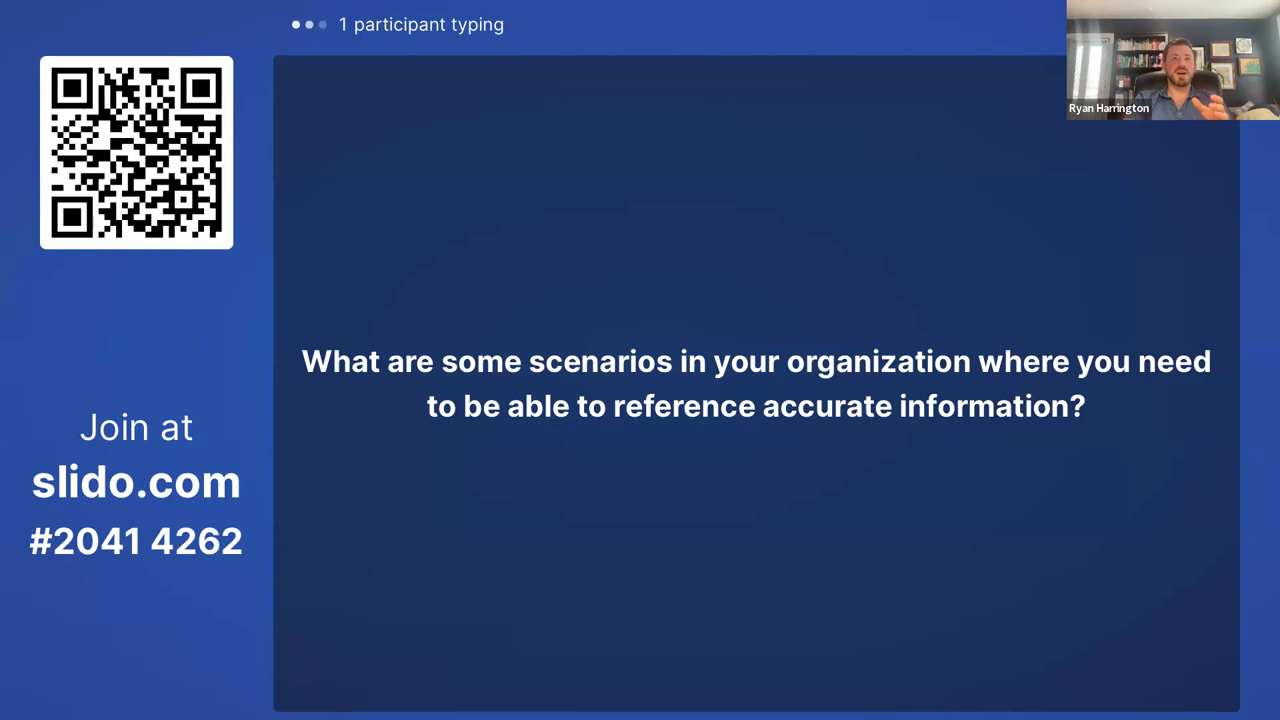 1 participant typing
Ryan Harrington
What are some scenarios in your organization where you need
to be able to reference accurate information?
Join at
slido.com
#2041 4262